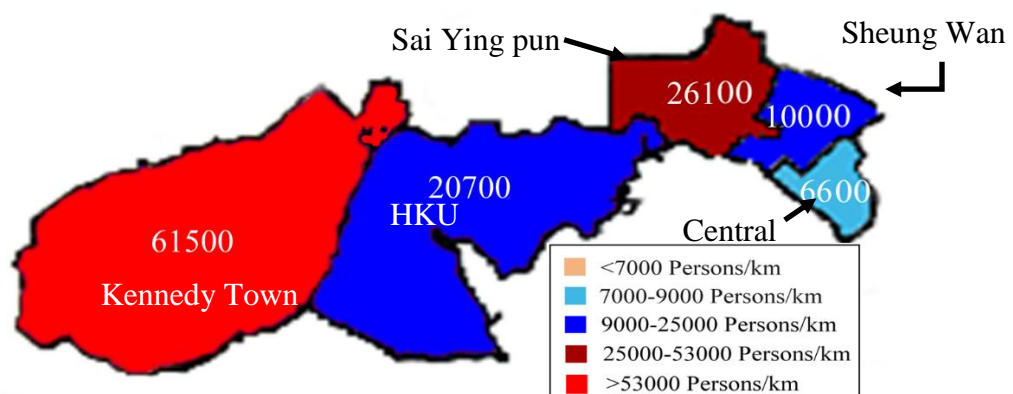 Sai Ying pun
Sheung Wan
26100
10000
20700
HKU
6600
61500
Central
Kennedy Town
<7000 Persons/km
7000-9000 Persons/km
9000-25000 Persons/km
25000-53000 Persons/km
>53000 Persons/km